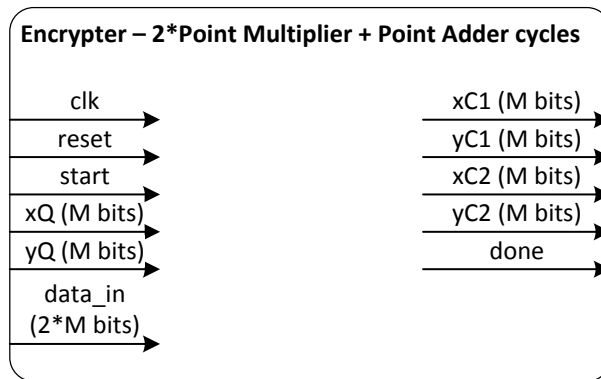 Encrypter – 2*Point Multiplier + Point Adder cycles
clk
reset
start
xQ (M bits)
yQ (M bits)
data_in
(2*M bits)
xC1 (M bits)
yC1 (M bits)
xC2 (M bits)
yC2 (M bits)
done